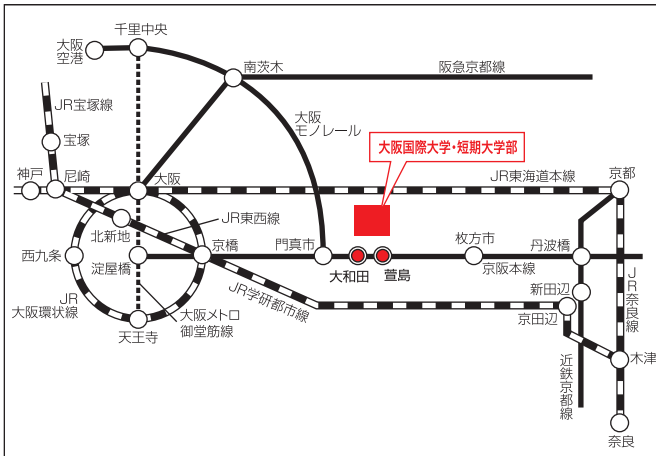 千里中央
大阪
空港
南茨木
阪急京都線
JR宝塚線
大阪
モノレール
宝塚
大阪国際大学・短期大学部
神戸
尼崎
大阪
JR東海道本線
京都
北新地
JR東西線
西九条
淀屋橋
京橋
門真市
大和田
萱島
枚方市
京阪本線
丹波橋
JR
大阪環状線
天王寺
大阪メトロ
御堂筋線
JR学研都市線
新田辺
京田辺
JR奈良線
近鉄京都線
木津
奈良